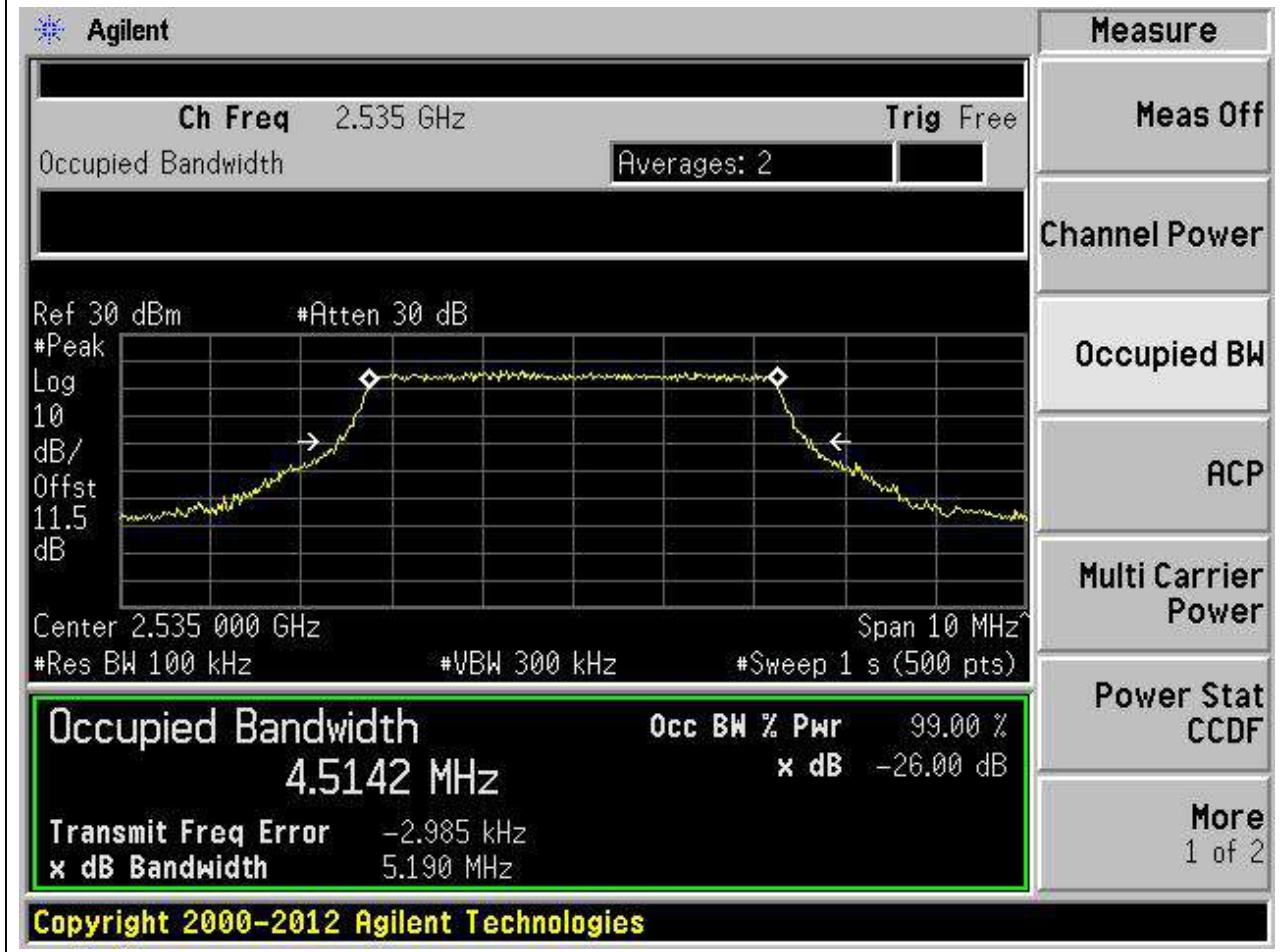 Agilent
Measure
Ch Freq 2.535 GHz Trig Free
Occupied Bandwidth Averages: 2
Ref 30 dBm #Atten 30 dB
#Peak
Log
10
dB/
Offst
11.5
dB
Center 2.535 000 GHz Span 10 MHz^
#Res BW 100 kHz #VBW 300 kHz #Sweep 1 s (500 pts)
Occupied Bandwidth Occ BW % Pwr 99.00 %
4.5142 MHz x dB -26.00 dB
Transmit Freq Error -2.985 kHz
x dB Bandwidth 5.190 MHz
Meas Off
Channel Power
Occupied BW
ACP
Multi Carrier
Power
Power Stat
CCDF
More
1 of 2
Copyright 2000-2012 Agilent Technologies